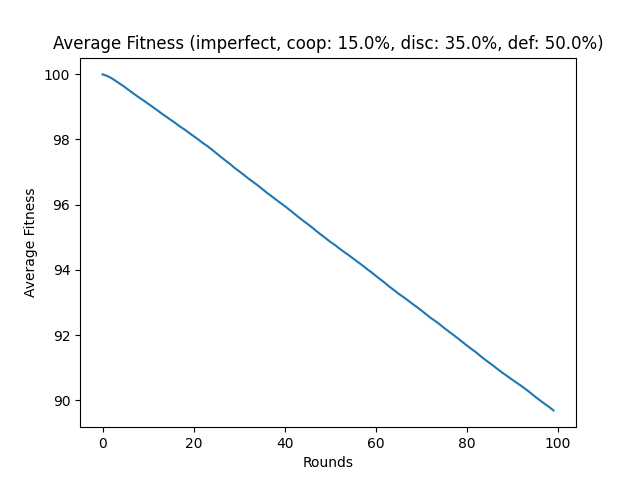 Average Fitness (imperfect, coop: 15.0%, disc: 35.0%, def: 50.0%)
100
98
96
94
92
90
Average Fitness
0 20 40 60 80 100
Rounds